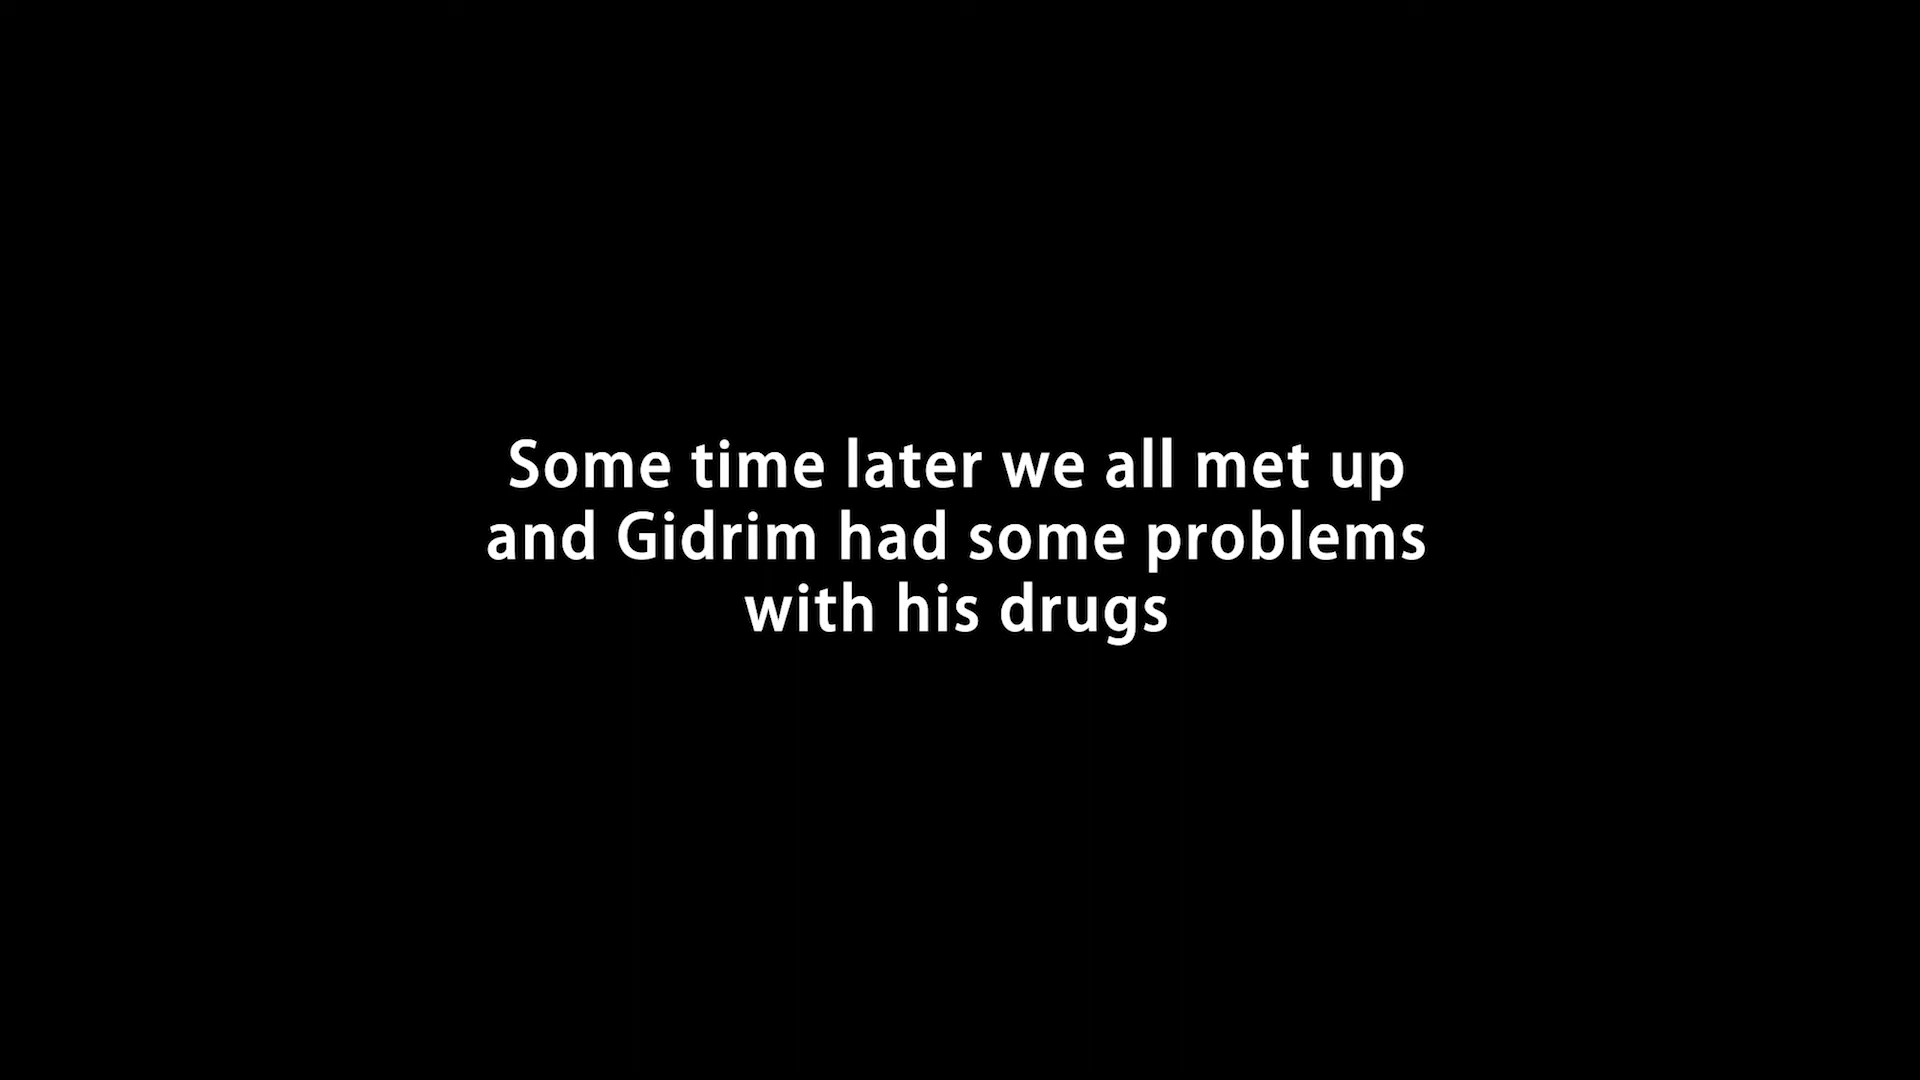 Some time later we all met up
and Gidrim had some problems
with his drugs